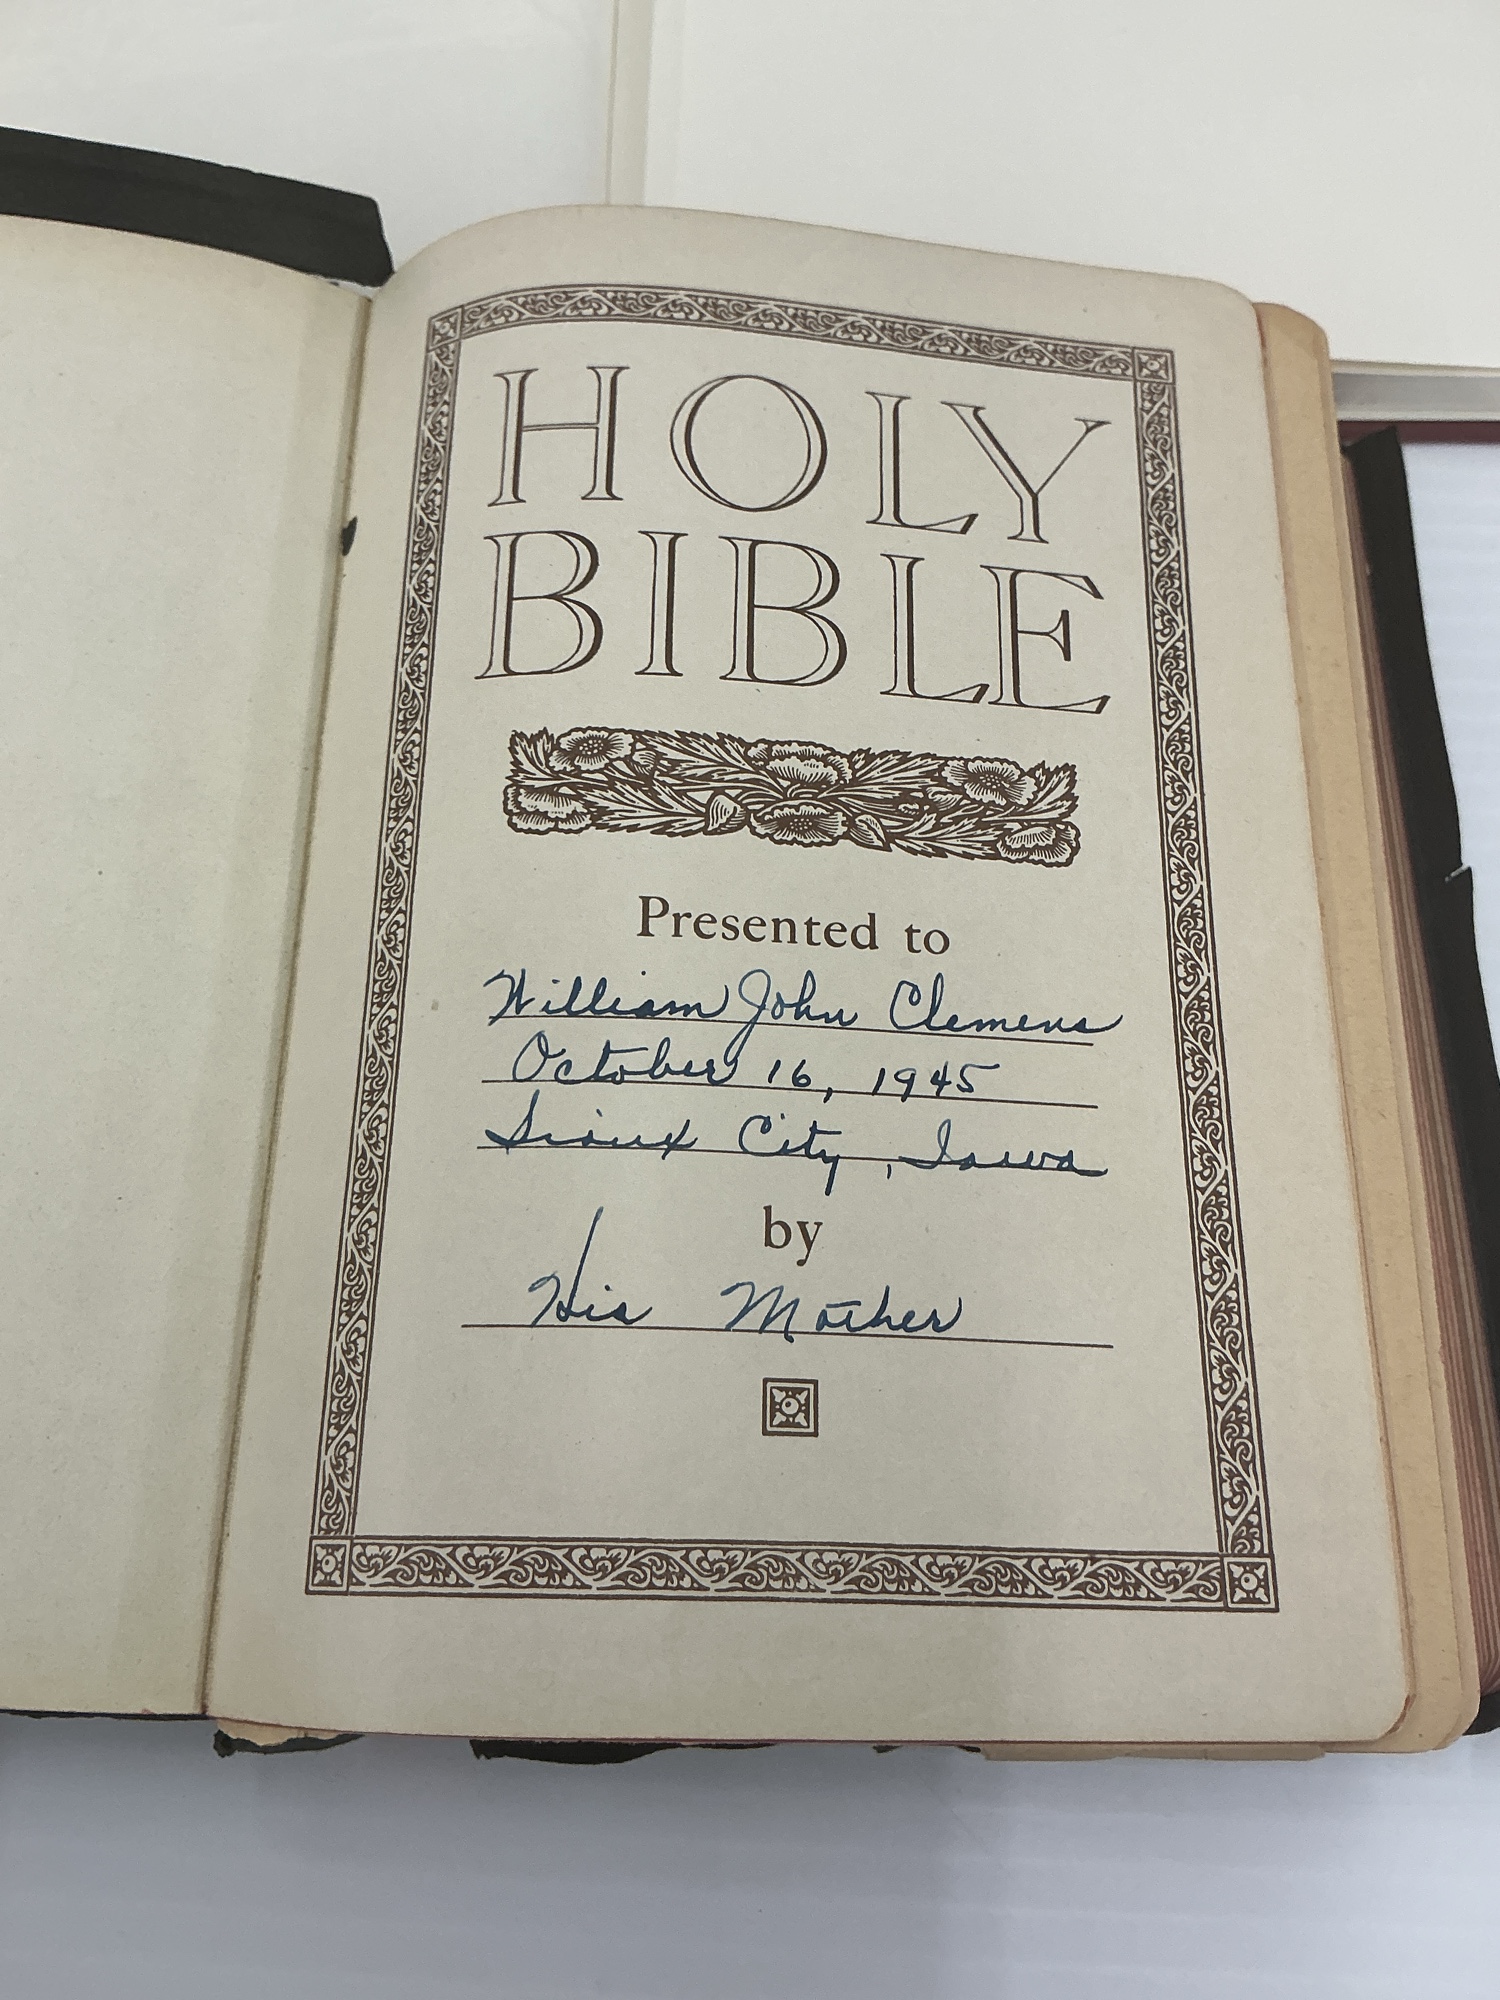 HOLY
BIBLE
Presented to
William John Clemens
October 16, 1945
Sioux City, Iowa
by
His Mother